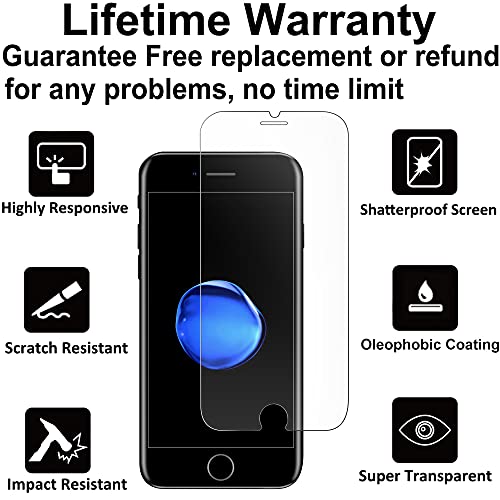 Lifetime Warranty
Guarantee Free replacement or refund
for any problems, no time limit
Highly Responsive
Shatterproof Screen
Scratch Resistant
Oleophobic Coating
Impact Resistant
Super Transparent